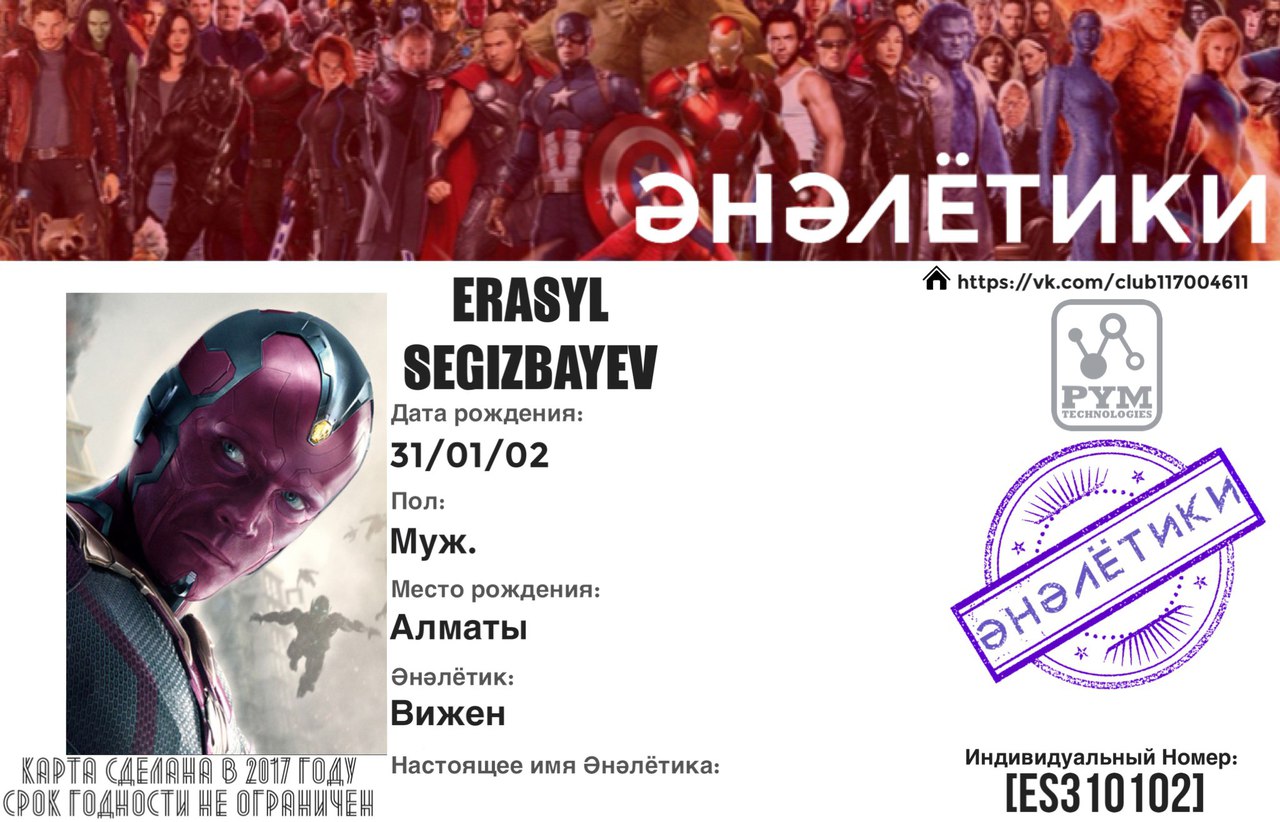 ӘНӘЛЁТИКИ
https://vk.com/club117004611
ERASYL
SEGIZBAYEV
Дата рождения:
31/01/02
Пол:
Муж.
Место рождения:
Алматы
Әнәлётик:
Вижен
Настоящее имя Әнәлётика:
PYM
TECHNOLOGIES
ӘНӘЛЁТИКИ
Индивидуальный Номер:
[ES310102]
КАРТА СДЕЛАНА В 2017 ГОДУ
СРОК ГОДНОСТИ НЕ ОГРАНИЧЕН